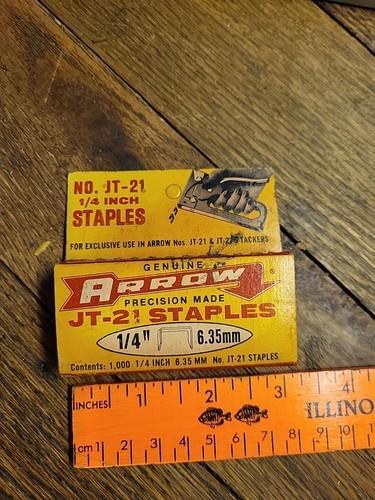 NO. JT-21
1/4 INCH
STAPLES
FOR EXCLUSIVE USE IN ARROW Nos. JT-21 & TACKERS
GENUINE
ARROW
PRECISION MADE
JT-21 STAPLES
1/4" 6.35mm
Contents: 1,000 1/4 INCH 6.35 MM No. JT-21 STAPLES
INCHES 1 2 3 4
ILLINO
cm 1 2 3 4 5 6 7 8 9 10